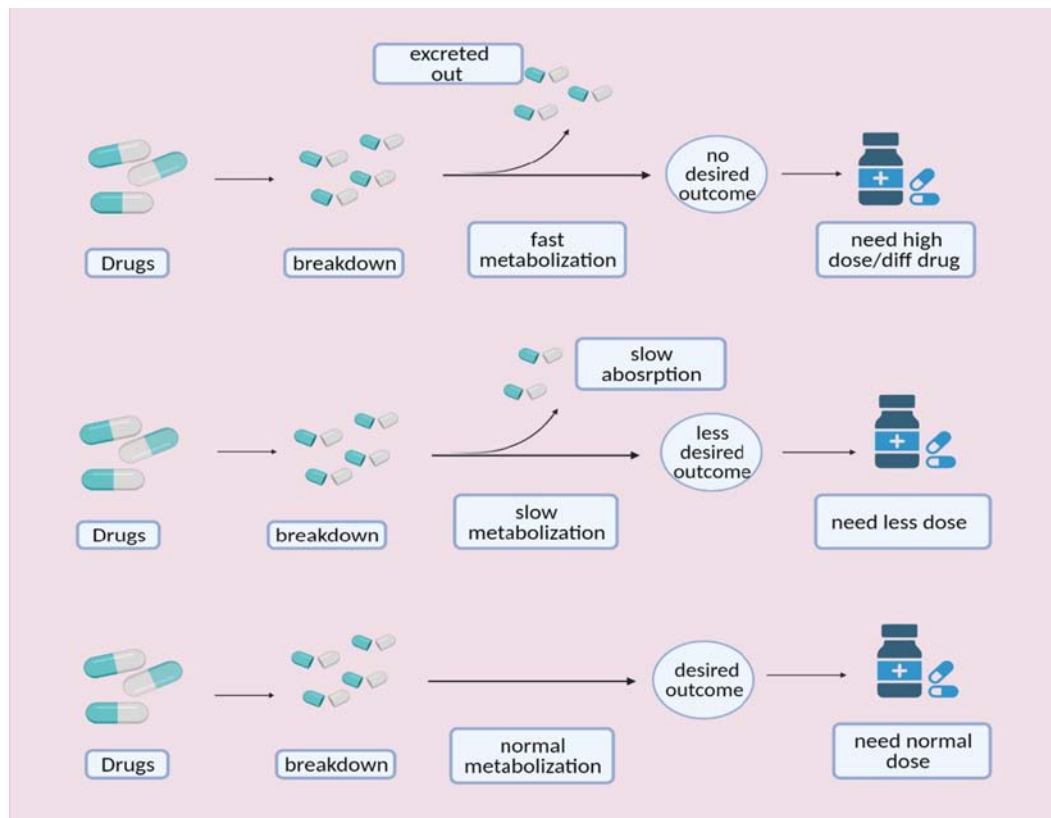 excreted
out
no
desired
outcome
Drugs
breakdown
fast
metabolization
need high
dose/diff drug
slow
abosrption
less
desired
outcome
Drugs
breakdown
slow
metabolization
need less dose
desired
outcome
Drugs
breakdown
normal
metabolization
need normal
dose